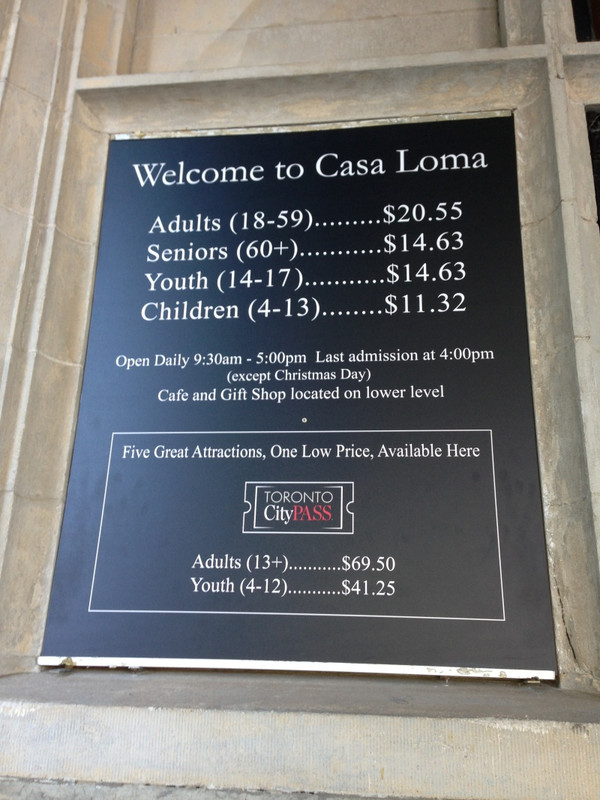 Welcome to Casa Loma
Adults (18-59).........$20.55
Seniors (60+)...........$14.63
Youth (14-17)...........$14.63
Children (4-13)........$11.32
Open Daily 9:30am - 5:00pm Last admission at 4:00pm
(except Christmas Day)
Cafe and Gift Shop located on lower level
Five Great Attractions, One Low Price, Available Here
TORONTO
CityPASS
Adults (13+)...........$69.50
Youth (4-12)...........$41.25